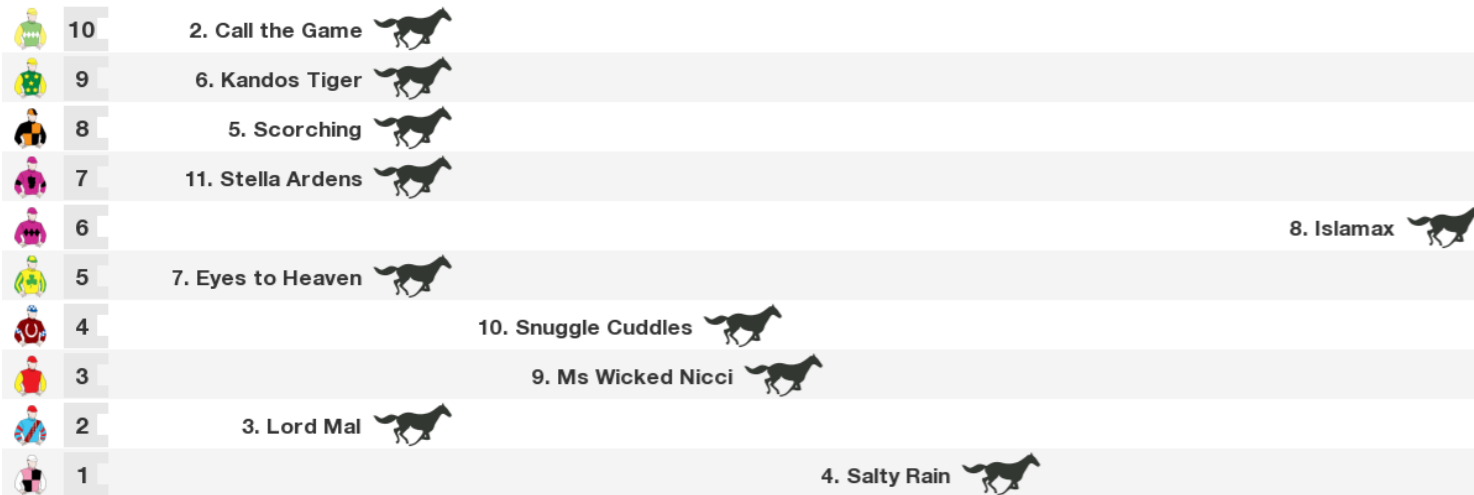 10 2. Call the Game
9 6. Kandos Tiger
8 5. Scorching
7 11. Stella Ardens
6 8. Islamax
5 7. Eyes to Heaven
4 10. Snuggle Cuddles
3 9. Ms Wicked Nicci
2 3. Lord Mal
1 4. Salty Rain